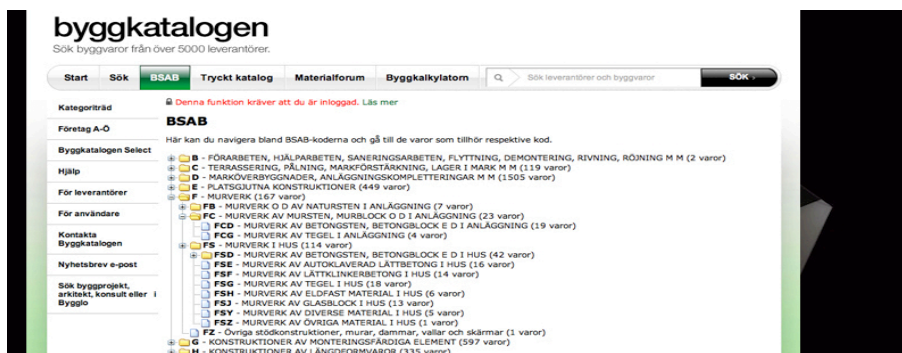 byggkatalogen
Sök byggvaror från över 5000 leverantörer.
Start Sök BSAB Tryckt katalog Materialforum Byggkalkylatorn Sök leverantörer och byggvaror SÖK ›
Kategoriträd
Företag A-Ö
Byggkatalogen Select
Hjälp
För leverantörer
För användare
Kontakta
Byggkatalogen
Nyhetsbrev e-post
Sök byggprojekt,
arkitekt, konsult eller i
Bygglo
Denna funktion kräver att du är inloggad. Läs mer
BSAB
Här kan du navigera bland BSAB-koderna och gå till de varor som tillhör respektive kod.
B - FÖRARBETEN, HJÄLPARBETEN, SANERINGSARBETEN, FLYTTNING, DEMONTERING, RIVNING, RÖJNING M M (2 varor)
C - TERRASSERING, PÅLNING, MARKFÖRSTÄRKNING, LAGER I MARK M M (119 varor)
D - MARKÖVERBYGGNADER, ANLÄGGNINGSKOMPLETTERINGAR M M (1505 varor)
E - PLATSGJUTNA KONSTRUKTIONER (449 varor)
F - MURVERK (167 varor)
FB - MURVERK O D AV NATURSTEN I ANLÄGGNING (7 varor)
FC - MURVERK AV MURSTEN, MURBLOCK O D I ANLÄGGNING (23 varor)
FCD - MURVERK AV BETONGSTEN, BETONGBLOCK E D I ANLÄGGNING (19 varor)
FCG - MURVERK AV TEGEL I ANLÄGGNING (4 varor)
FS - MURVERK I HUS (114 varor)
FSD - MURVERK AV BETONGSTEN, BETONGBLOCK E D I HUS (42 varor)
FSE - MURVERK AV AUTOKLAVERAD LÄTTBETONG I HUS (16 varor)
FSF - MURVERK AV LÄTTKLINKERBETONG I HUS (14 varor)
FSG - MURVERK AV TEGEL I HUS (18 varor)
FSH - MURVERK AV ELDFAST MATERIAL I HUS (6 varor)
FSJ - MURVERK AV GLASBLOCK I HUS (13 varor)
FSY - MURVERK AV DIVERSE MATERIAL I HUS (5 varor)
FSZ - MURVERK AV ÖVRIGA MATERIAL I HUS (1 varor)
FZ - Övriga stödkonstruktioner, murar, dammar, vallar och skärmar (1 varor)
G - KONSTRUKTIONER AV MONTERINGSFÄRDIGA ELEMENT (597 varor)
H - KONSTRUKTIONER AV LÄNGDFORMVAROR (335 varor)